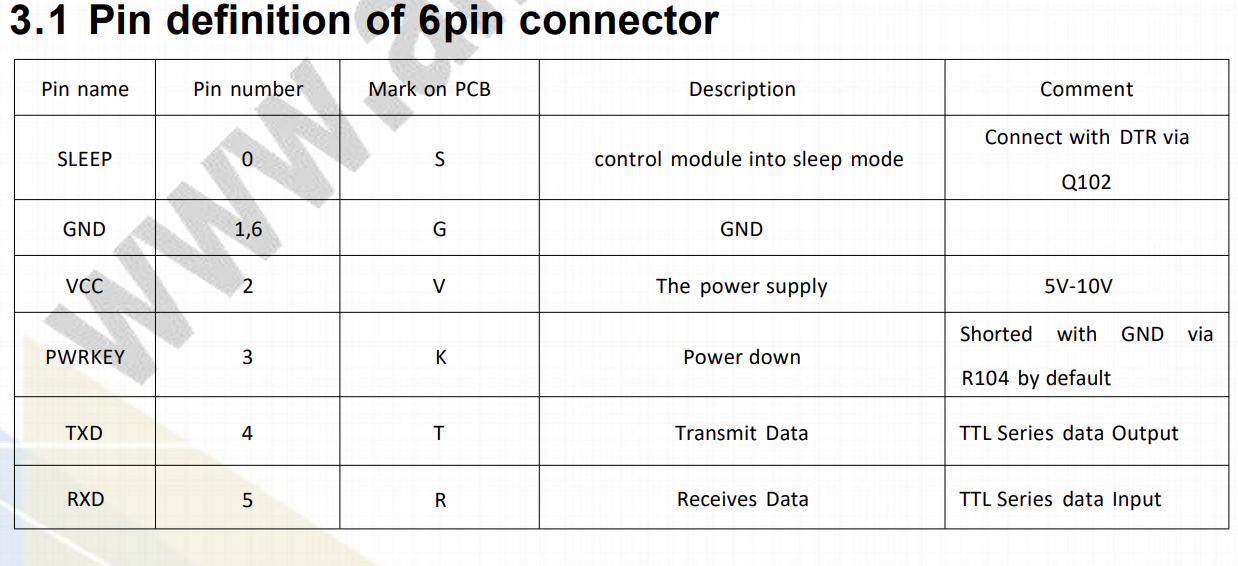 3.1 Pin definition of 6pin connector
Pin name Pin number Mark on PCB Description Comment
SLEEP 0 S control module into sleep mode Connect with DTR via
Q102
GND 1,6 G GND
VCC 2 V The power supply 5V-10V
PWRKEY 3 K Power down Shorted with GND via
R104 by default
TXD 4 T Transmit Data TTL Series data Output
RXD 5 R Receives Data TTL Series data Input
www.a